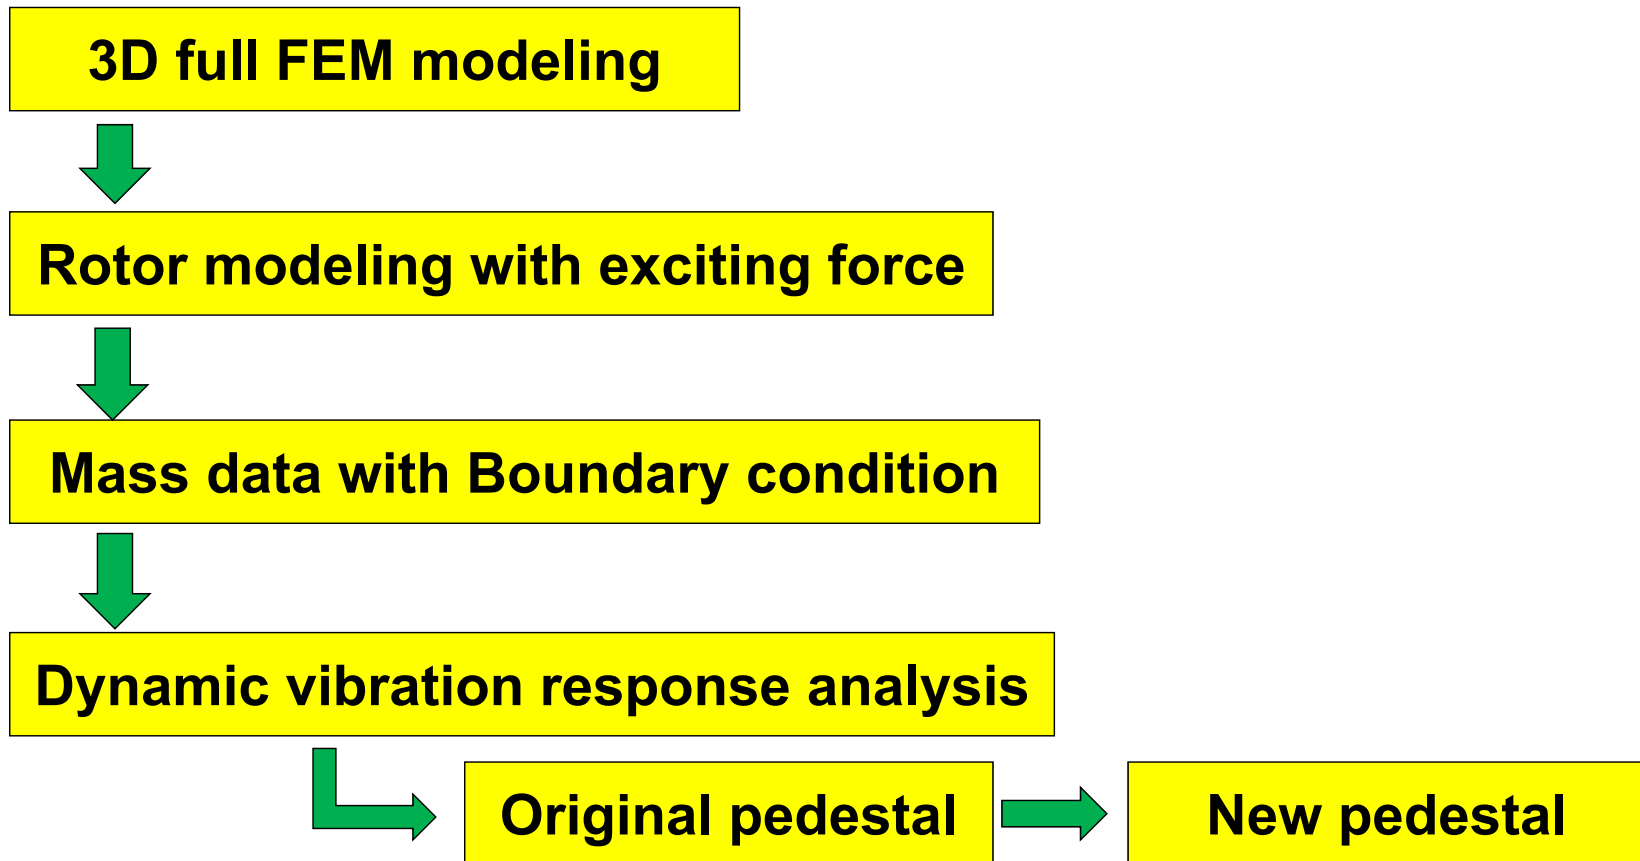 3D full FEM modeling
Rotor modeling with exciting force
Mass data with Boundary condition
Dynamic vibration response analysis
Original pedestal
New pedestal